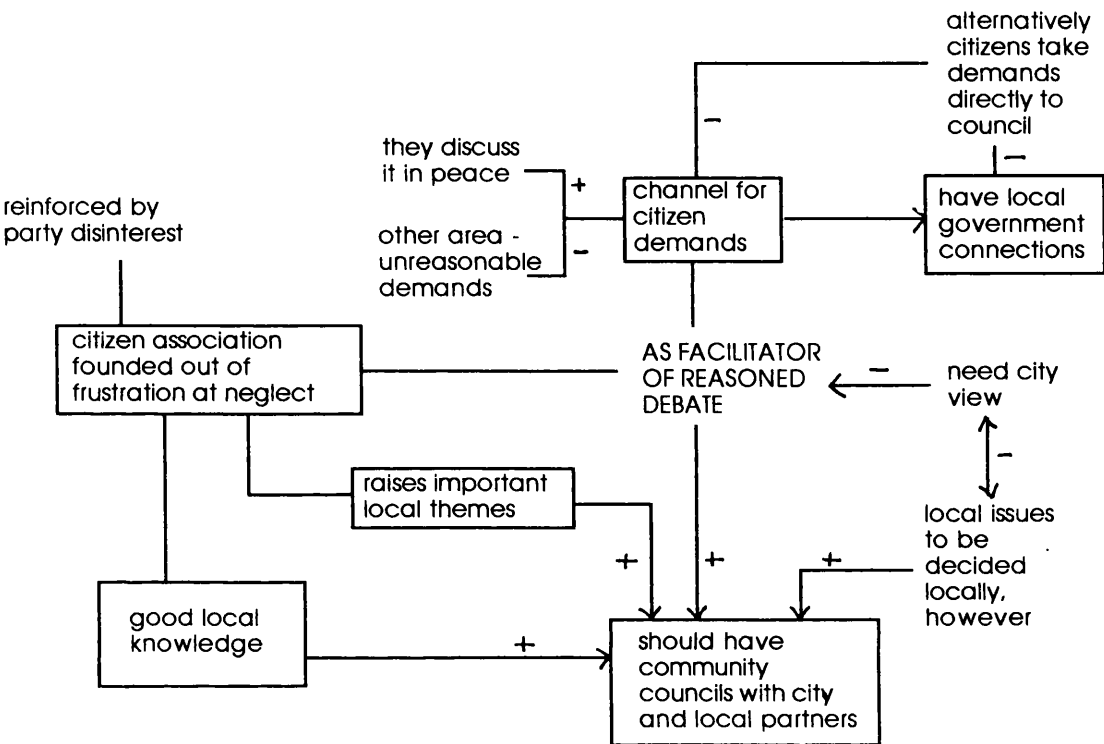 alternatively
citizens take
demands
directly to
council
–
–
they discuss
it in peace
+
channel for
citizen
demands
have local
government
connections
reinforced by
party disinterest
other area -
unreasonable
demands
–
citizen association
founded out of
frustration at neglect
AS FACILITATOR
OF REASONED
DEBATE
–
need city
view
–
raises important
local themes
local issues
to be
decided
locally,
however
+
+
+
good local
knowledge
+
should have
community
councils with city
and local partners